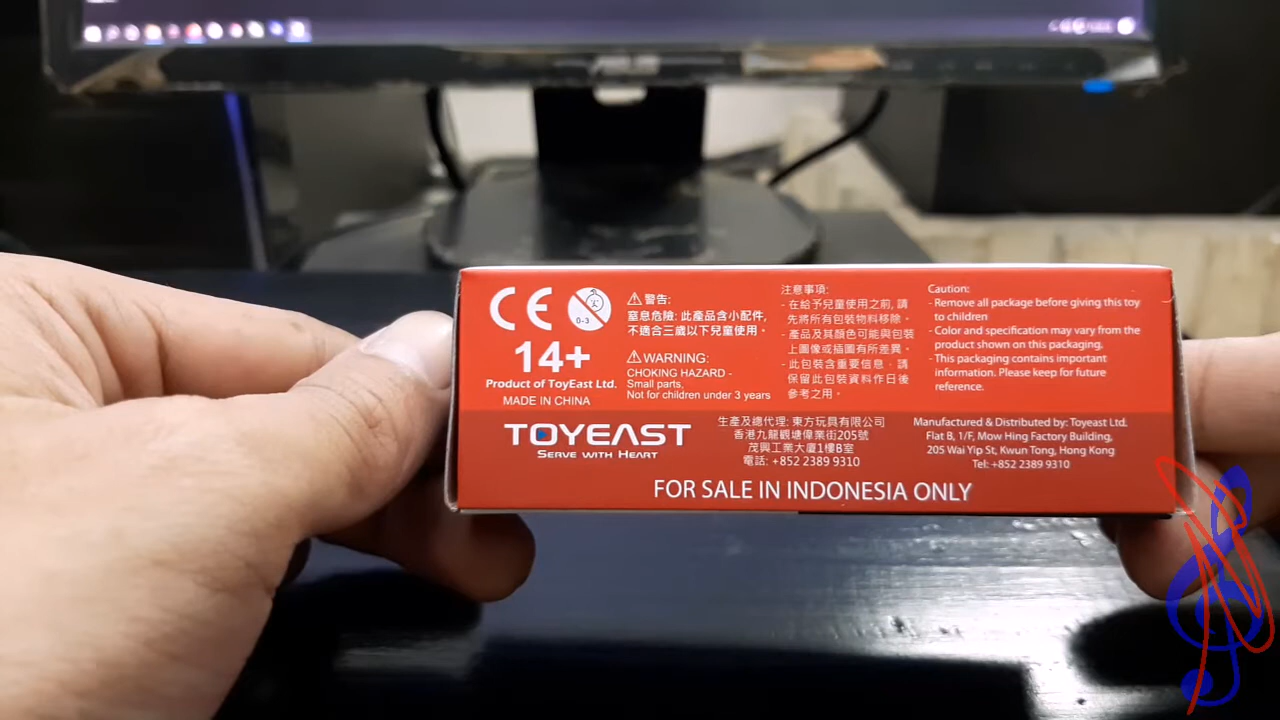 CE
0-3
14+
Product of ToyEast Ltd.
MADE IN CHINA
警告:
窒息危險: 此產品含小配件,
不適合三歲以下兒童使用。
WARNING:
CHOKING HAZARD -
Small parts,
Not for children under 3 years
注意事項:
- 在給予兒童使用之前, 請
先將所有包裝物料移除。
- 產品及其顏色可能與包裝
上圖像或插圖有所差異。
- 此包裝含重要信息，請
保留此包裝資料作日後
參考之用。
Caution:
- Remove all package before giving this toy
to children
- Color and specification may vary from the
product shown on this packaging.
- This packaging contains important
information. Please keep for future
reference.
TOYEAST
SERVE WITH HEART
生產及總代理: 東方玩具有限公司
香港九龍觀塘偉業街205號
茂興工業大廈1樓B室
電話: +852 2389 9310
Manufactured & Distributed by: Toyeast Ltd.
Flat B, 1/F, Mow Hing Factory Building,
205 Wai Yip St, Kwun Tong, Hong Kong
Tel: +852 2389 9310
FOR SALE IN INDONESIA ONLY